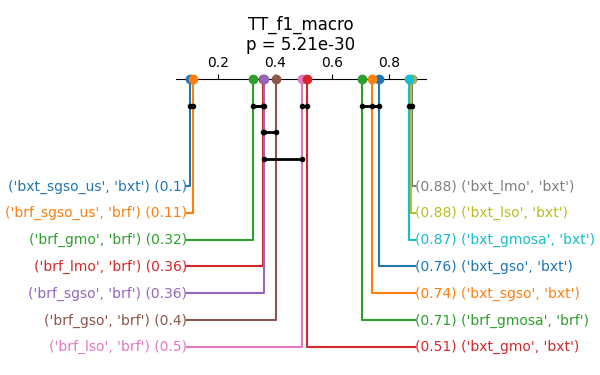 TT_f1_macro
p = 5.21e-30
0.2 0.4 0.6 0.8
('bxt_sgso_us', 'bxt') (0.1) (0.88) ('bxt_lmo', 'bxt')
('brf_sgso_us', 'brf') (0.11) (0.88) ('bxt_lso', 'bxt')
('brf_gmo', 'brf') (0.32) (0.87) ('bxt_gmosa', 'bxt')
('brf_lmo', 'brf') (0.36) (0.76) ('bxt_gso', 'bxt')
('brf_sgso', 'brf') (0.36) (0.74) ('bxt_sgso', 'bxt')
('brf_gso', 'brf') (0.4) (0.71) ('brf_gmosa', 'brf')
('brf_lso', 'brf') (0.5) (0.51) ('bxt_gmo', 'bxt')